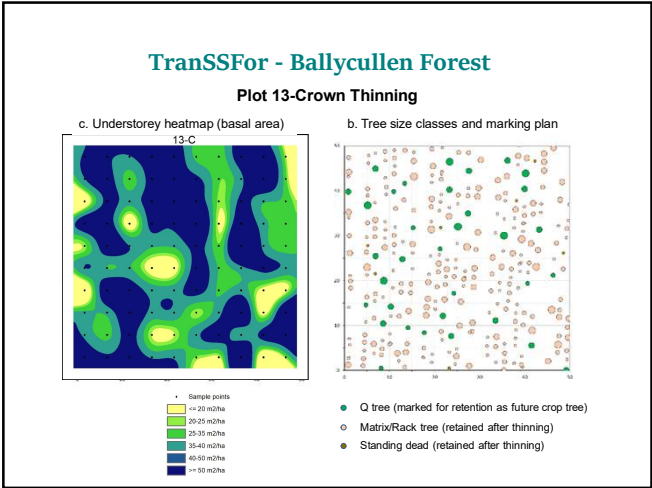 TranSSFor - Ballycullen Forest
Plot 13-Crown Thinning
c. Understorey heatmap (basal area)
13-C
b. Tree size classes and marking plan
Sample points
<= 20 m2/ha
20-25 m2/ha
25-35 m2/ha
35-40 m2/ha
40-50 m2/ha
>= 50 m2/ha
Q tree (marked for retention as future crop tree)
Matrix/Rack tree (retained after thinning)
Standing dead (retained after thinning)